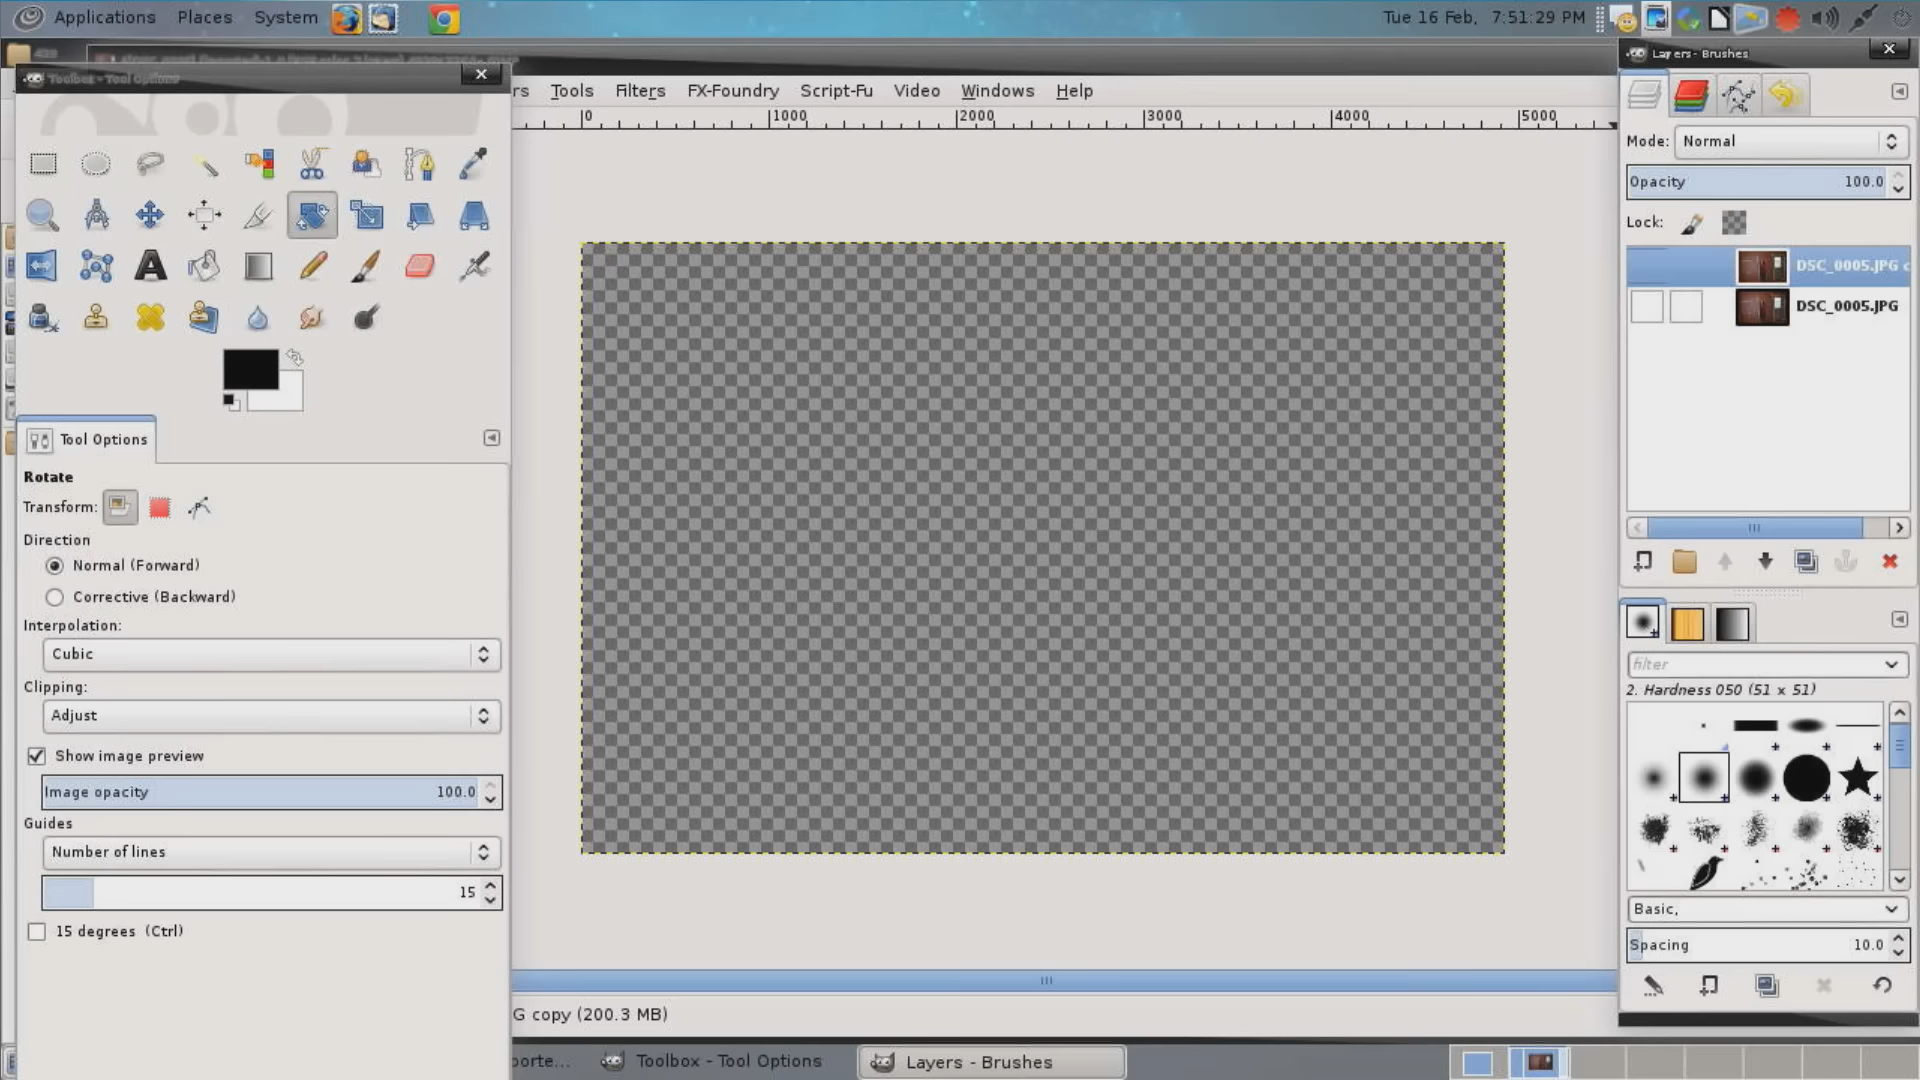 Applications Places System
Tue 16 Feb, 7:51:29 PM
Toolbox - Tool Options
Layers - Brushes
rs Tools Filters FX-Foundry Script-Fu Video Windows Help
0 1000 2000 3000 4000 5000
Mode: Normal
Opacity 100.0
Lock:
DSC_0005.JPG c
DSC_0005.JPG
Tool Options
Rotate
Transform:
Direction
Normal (Forward)
Corrective (Backward)
Interpolation:
Cubic
Clipping:
Adjust
Show image preview
Image opacity 100.0
Guides
Number of lines
15
15 degrees (Ctrl)
filter
2. Hardness 050 (51 x 51)
Basic,
Spacing 10.0
G copy (200.3 MB)
orte...
Toolbox - Tool Options
Layers - Brushes